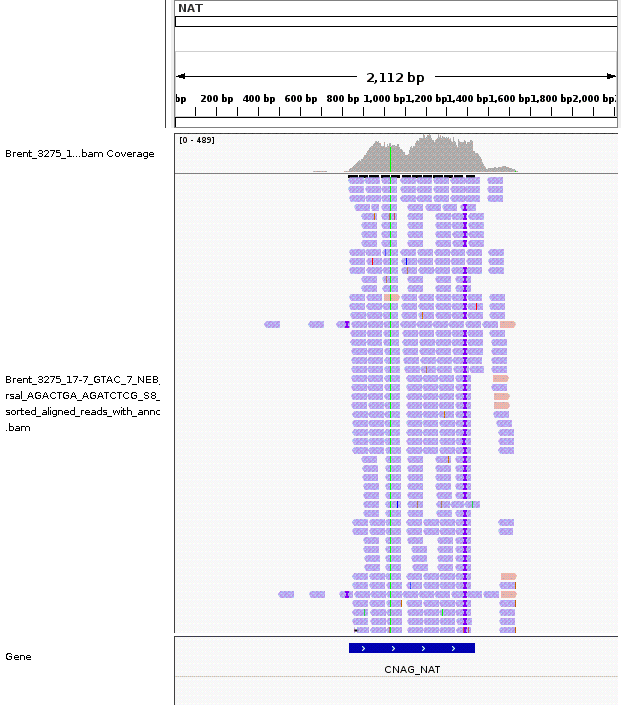 NAT
2,112 bp
bp 200 bp 400 bp 600 bp 800 bp 1,000 bp 1,200 bp 1,400 bp 1,600 bp 1,800 bp 2,000 bp
[0 - 489]
Brent_3275_1...bam Coverage
Brent_3275_17-7_GTAC_7_NEB_
rsal_AGACTGA_AGATCTCG_S8_
sorted_aligned_reads_with_annc
.bam
Gene
CNAG_NAT